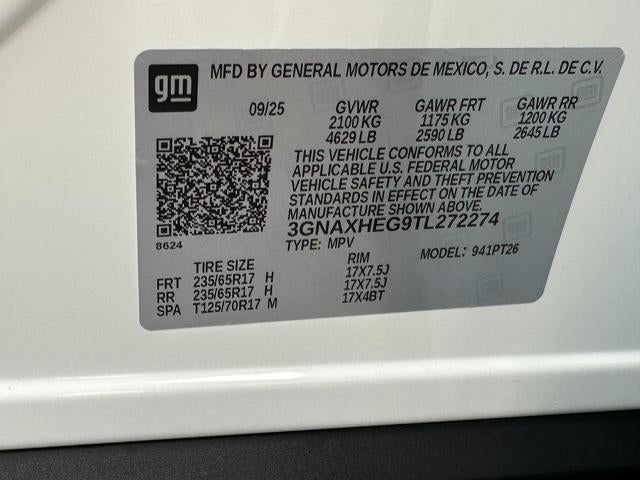 gm
MFD BY GENERAL MOTORS DE MEXICO, S. DE R.L. DE C.V.
09/25 GVWR GAWR FRT GAWR RR
2100 KG 1175 KG 1200 KG
4629 LB 2590 LB 2645 LB
THIS VEHICLE CONFORMS TO ALL
APPLICABLE U.S. FEDERAL MOTOR
VEHICLE SAFETY AND THEFT PREVENTION
STANDARDS IN EFFECT ON THE DATE OF
MANUFACTURE SHOWN ABOVE.
3GNAXHEG9TL272274
8624
TYPE: MPV MODEL: 941PT26
TIRE SIZE RIM
FRT 235/65R17 H 17X7.5J
RR 235/65R17 H 17X7.5J
SPA T125/70R17 M 17X4BT